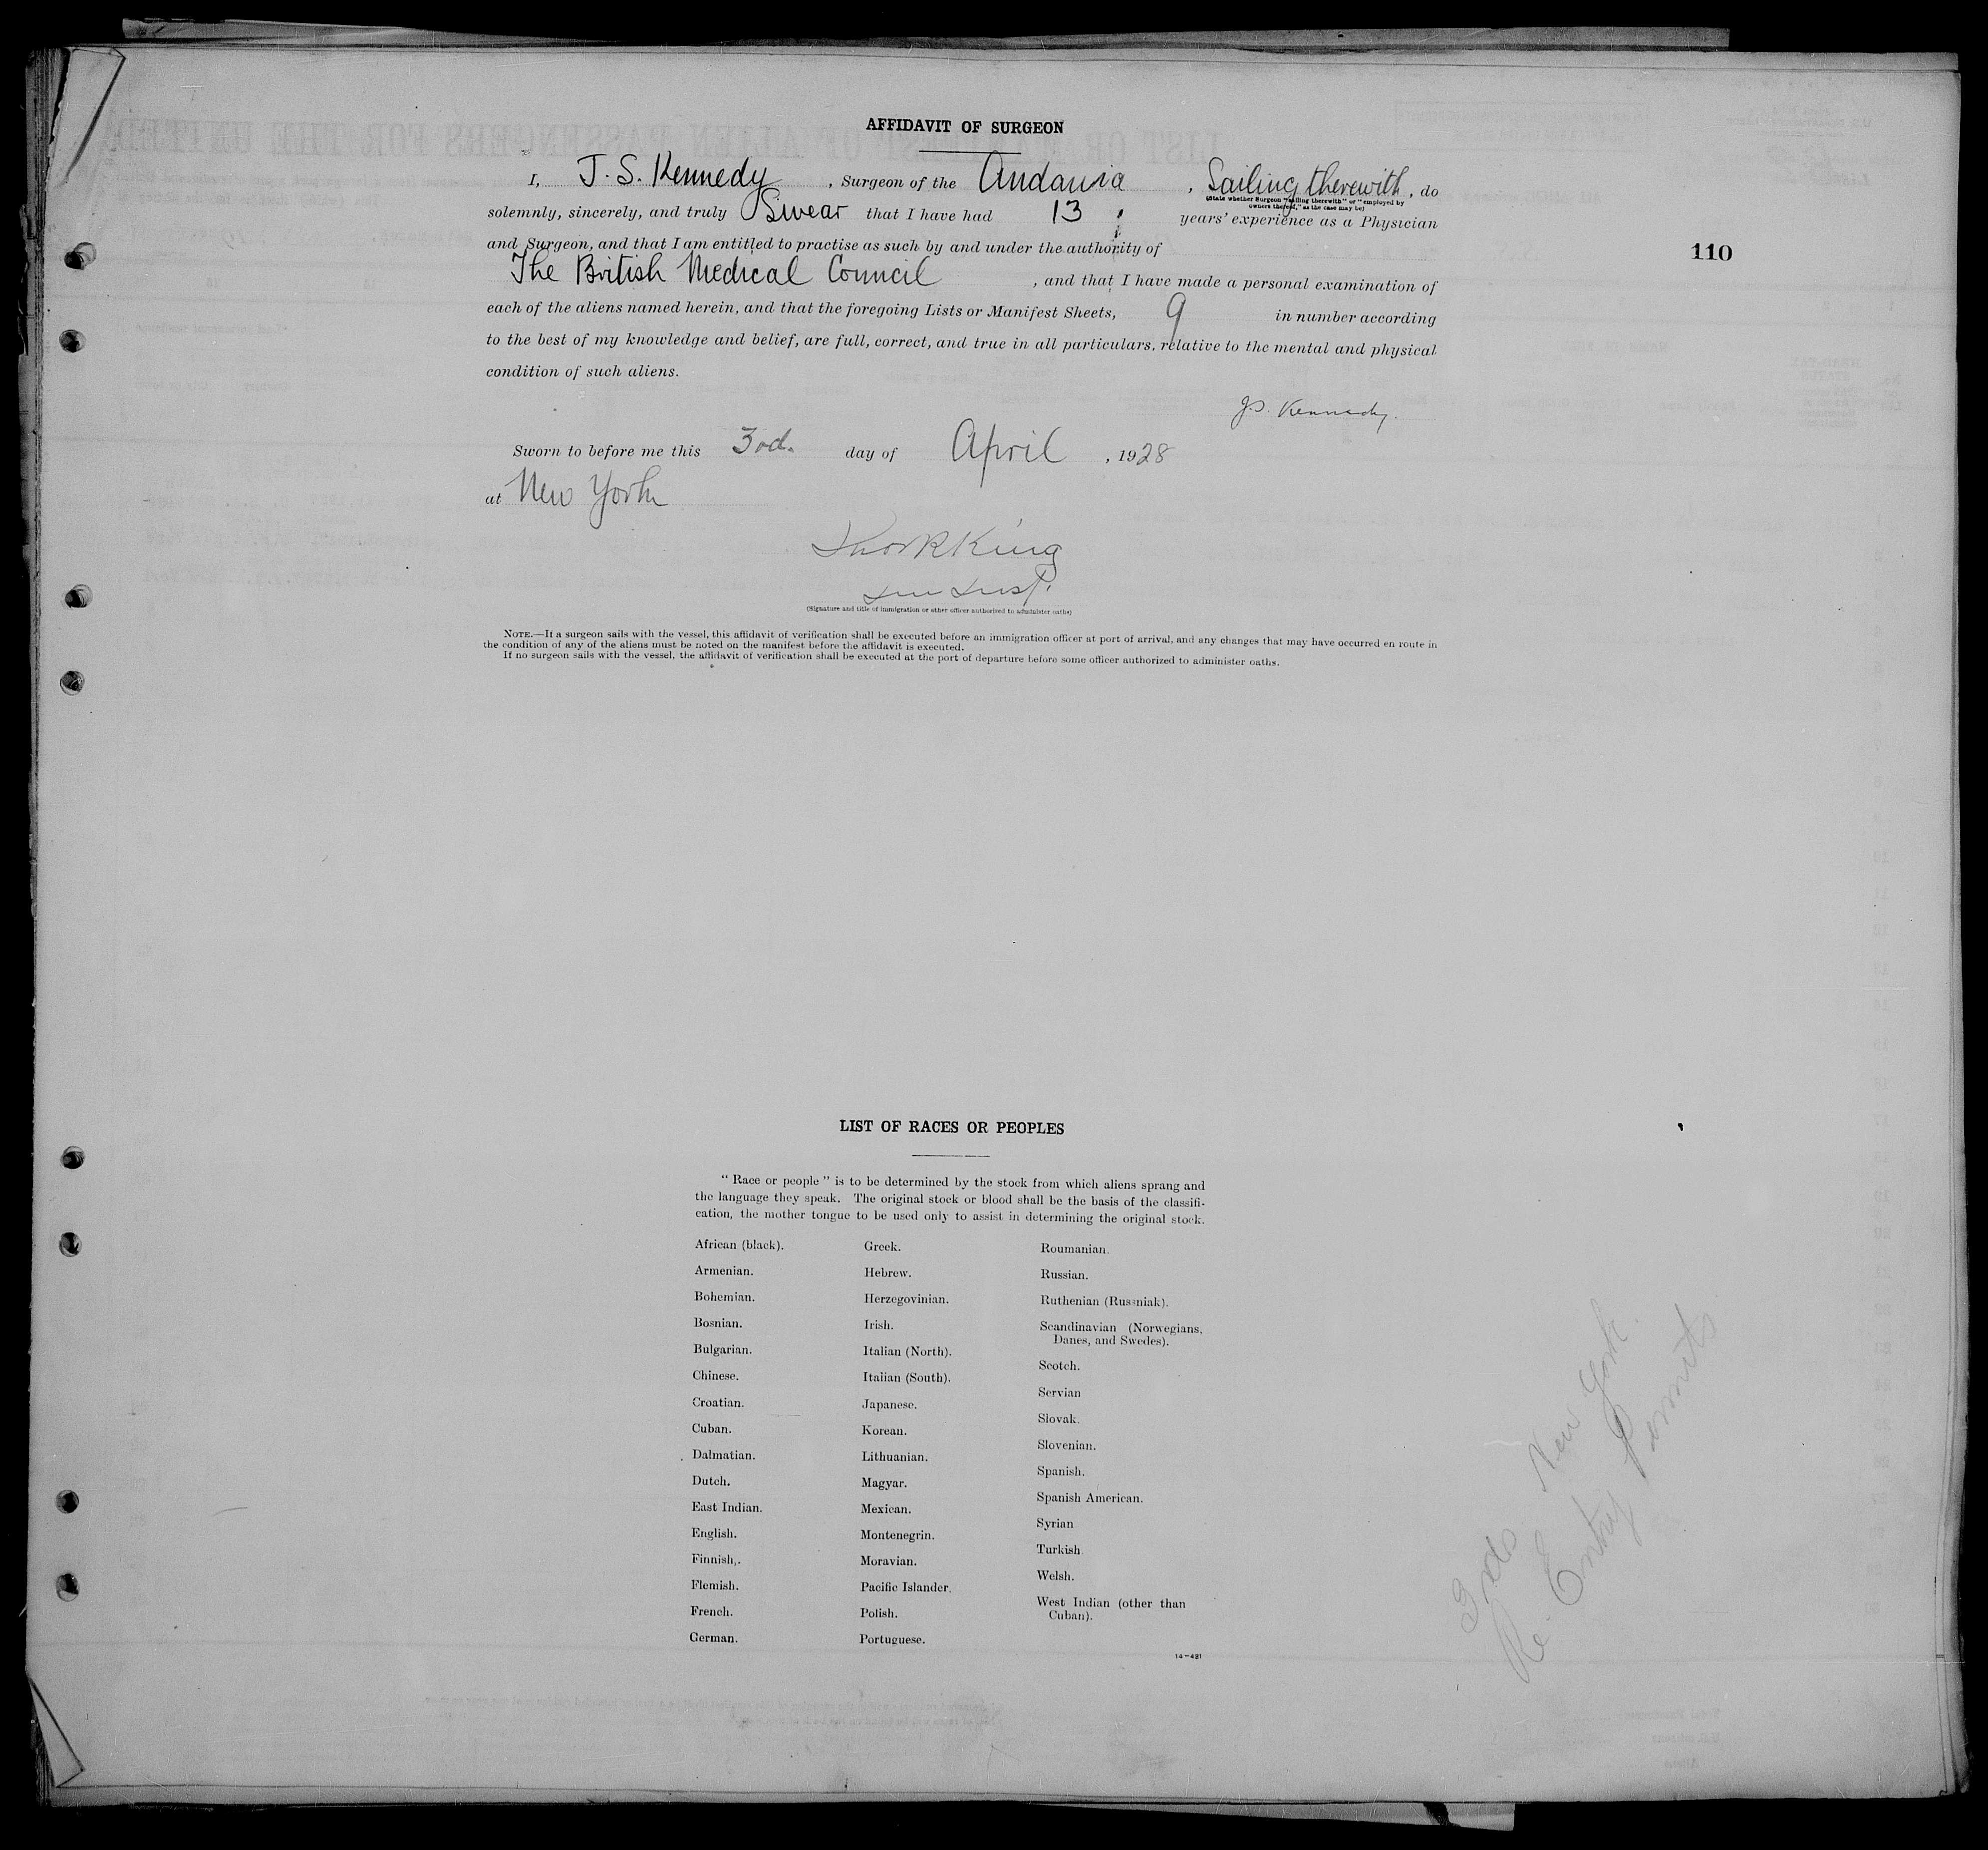 AFFIDAVIT OF SURGEON
I, J. S. Kennedy, Surgeon of the Andania, Sailing therewith, do
(State whether Surgeon "sailing therewith" or "employed by
owners thereof," as the case may be)
solemnly, sincerely, and truly Swear that I have had 13 years' experience as a Physician
and Surgeon, and that I am entitled to practise as such by and under the authority of
The British Medical Council, and that I have made a personal examination of
each of the aliens named herein, and that the foregoing Lists or Manifest Sheets, 9 in number according
to the best of my knowledge and belief, are full, correct, and true in all particulars, relative to the mental and physical
condition of such aliens.
110
J.S. Kennedy.
Sworn to before me this 3rd. day of April, 1928
at New York
King
(Signature and title of immigration or other officer authorized to administer oaths)
NOTE.—If a surgeon sails with the vessel, this affidavit of verification shall be executed before an immigration officer at port of arrival, and any changes that may have occurred en route in
the condition of any of the aliens must be noted on the manifest before the affidavit is executed.
If no surgeon sails with the vessel, the affidavit of verification shall be executed at the port of departure before some officer authorized to administer oaths.
LIST OF RACES OR PEOPLES
"Race or people" is to be determined by the stock from which aliens sprang and
the language they speak. The original stock or blood shall be the basis of the classifi-
cation, the mother tongue to be used only to assist in determining the original stock.
African (black).
Armenian.
Bohemian.
Bosnian.
Bulgarian.
Chinese.
Croatian.
Cuban.
Dalmatian.
Dutch.
East Indian.
English.
Finnish.
Flemish.
French.
German.
Greek.
Hebrew.
Herzegovinian.
Irish.
Italian (North).
Italian (South).
Japanese.
Korean.
Lithuanian.
Magyar.
Mexican.
Montenegrin.
Moravian.
Pacific Islander.
Polish.
Portuguese.
Roumanian.
Russian.
Ruthenian (Russniak).
Scandinavian (Norwegians,
Danes, and Swedes).
Scotch.
Servian
Slovak.
Slovenian.
Spanish.
Spanish American.
Syrian
Turkish
Welsh.
West Indian (other than
Cuban).
14-421
New York.
Re Entry Permits